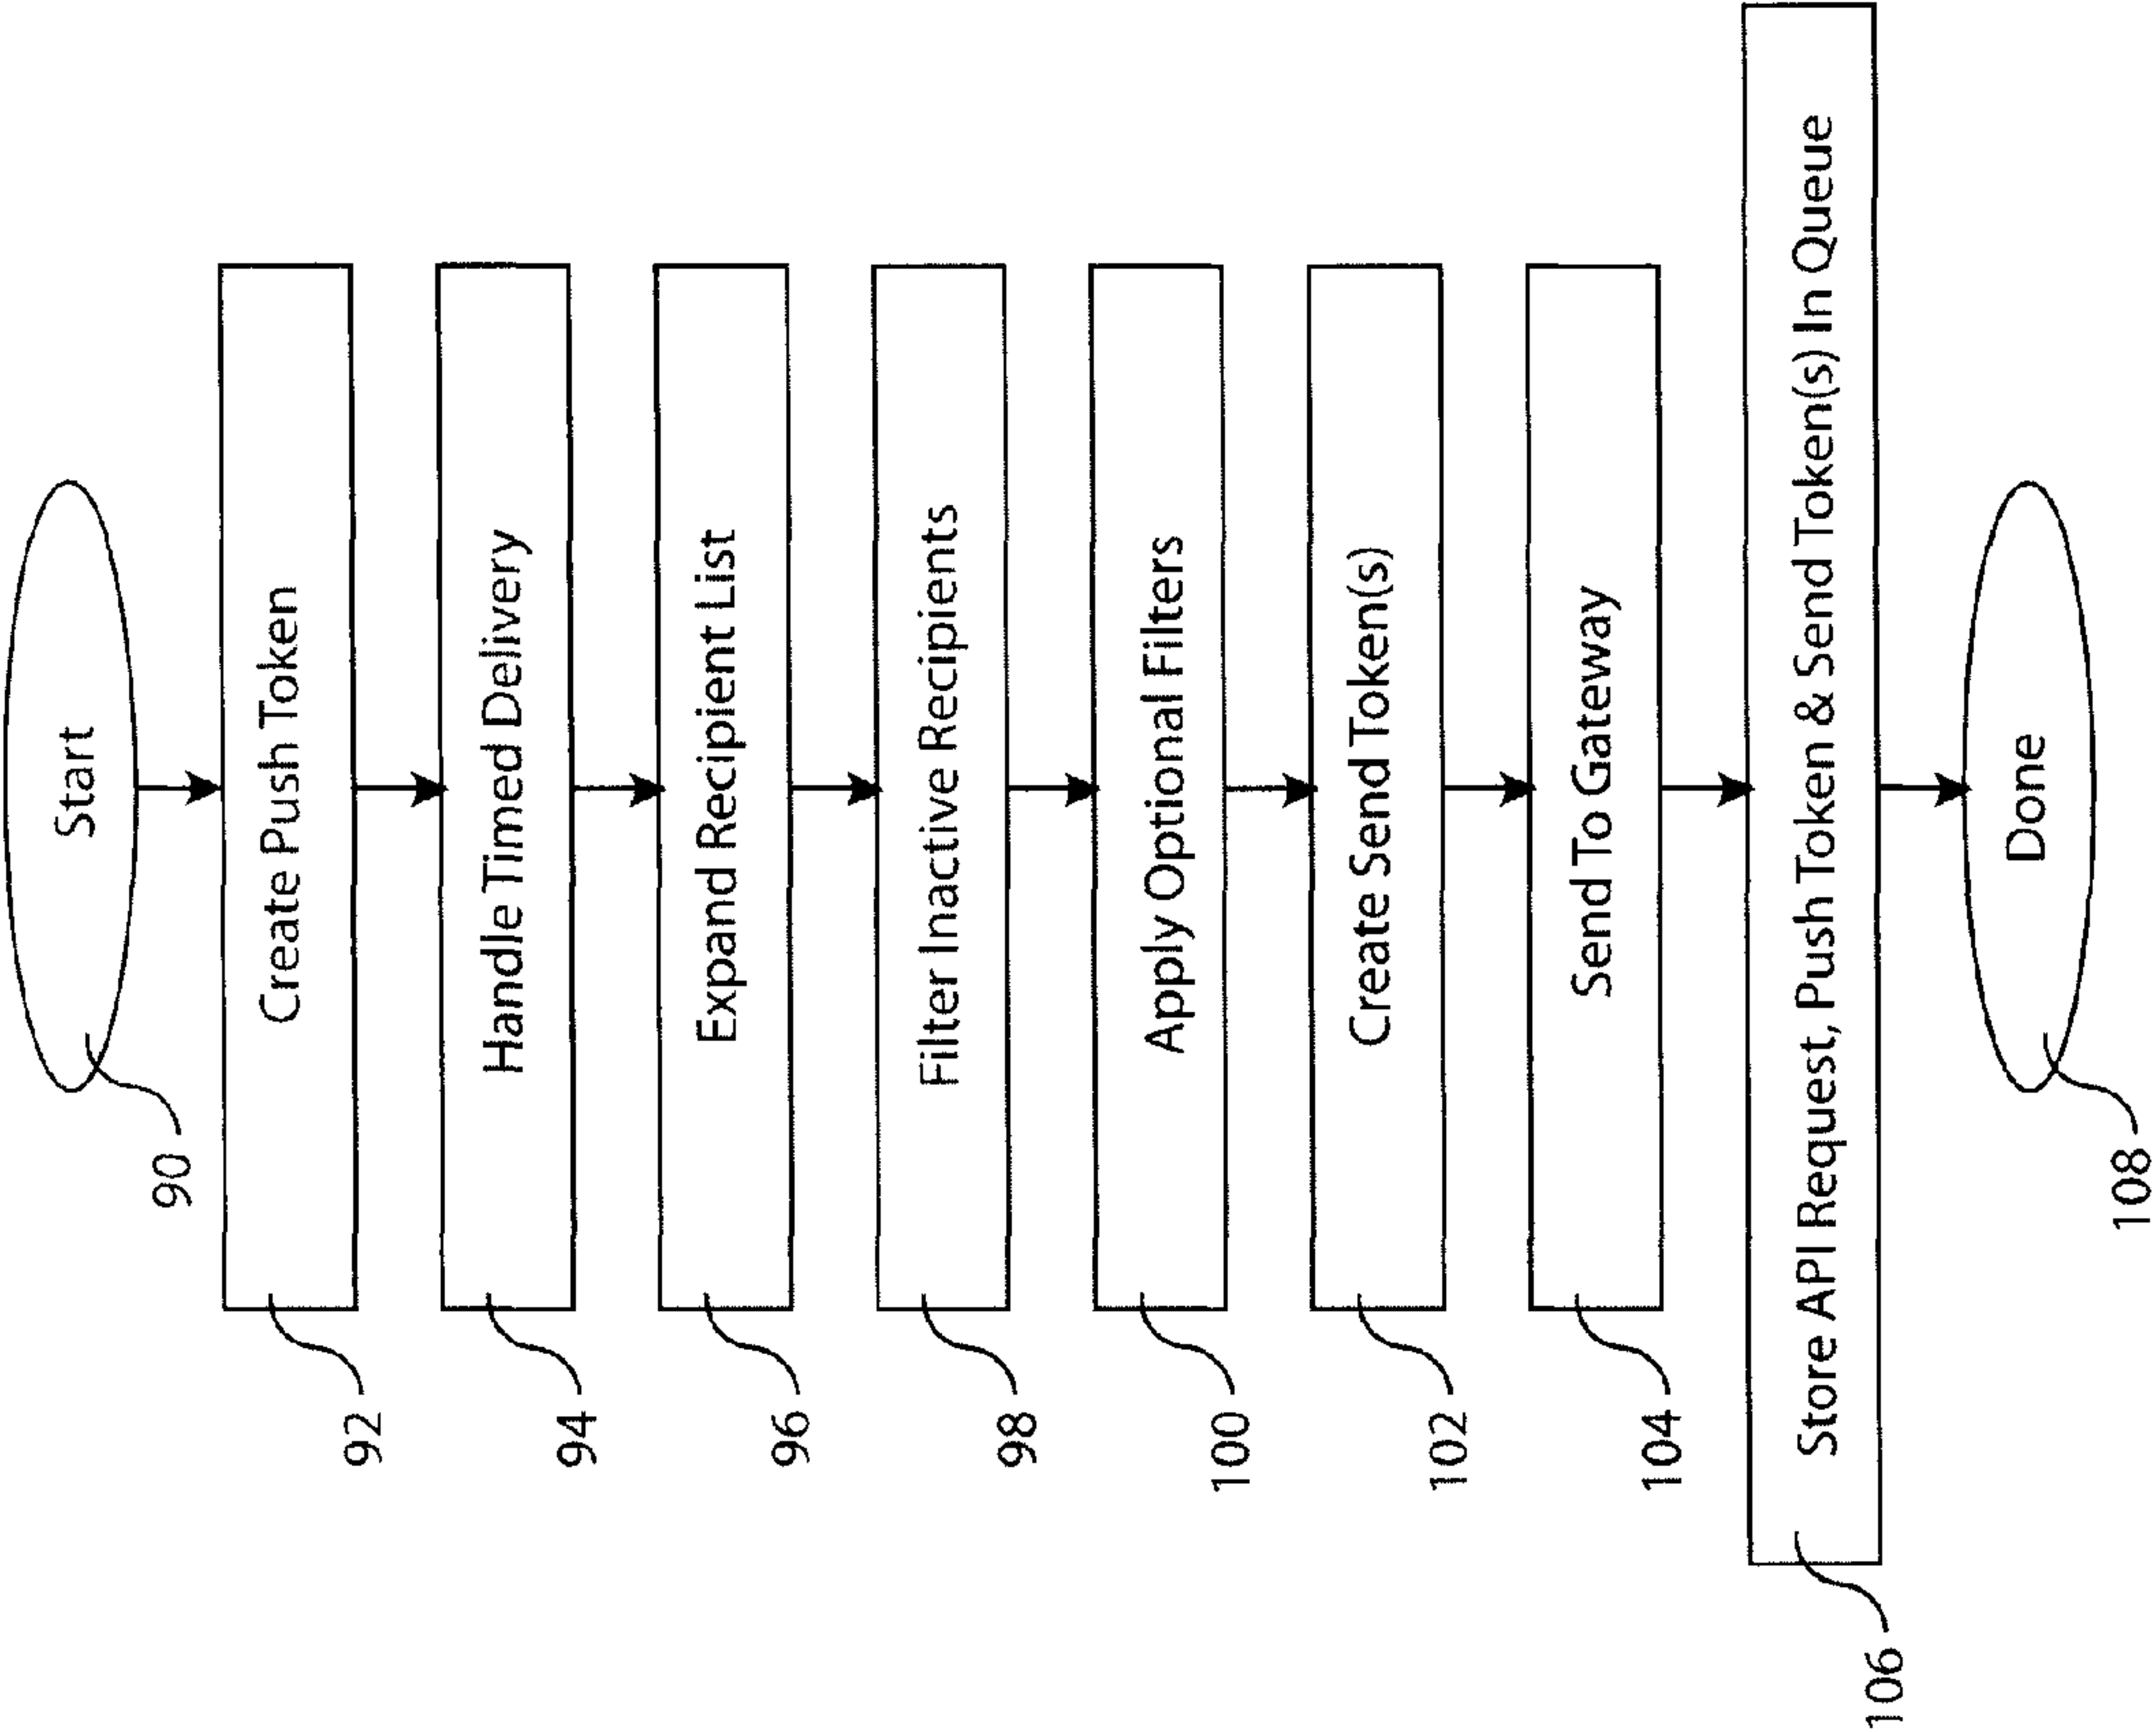 Start
90
Create Push Token
92
Handle Timed Delivery
94
Expand Recipient List
96
Filter Inactive Recipients
98
Apply Optional Filters
100
Create Send Token(s)
102
Send To Gateway
104
Store API Request, Push Token & Send Token(s) In Queue
106
Done
108